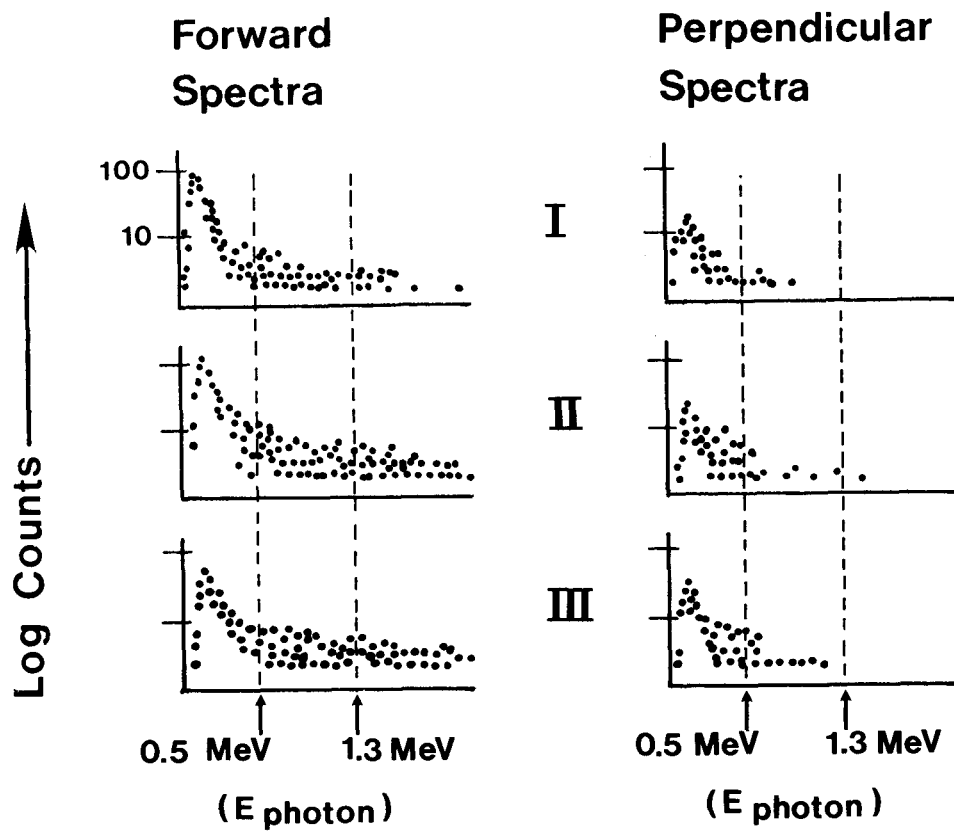 Forward
Spectra
Perpendicular
Spectra
100
10
I
II
III
Log Counts
0.5 MeV
1.3 MeV
0.5 MeV
1.3 MeV
(E photon)
(E photon)